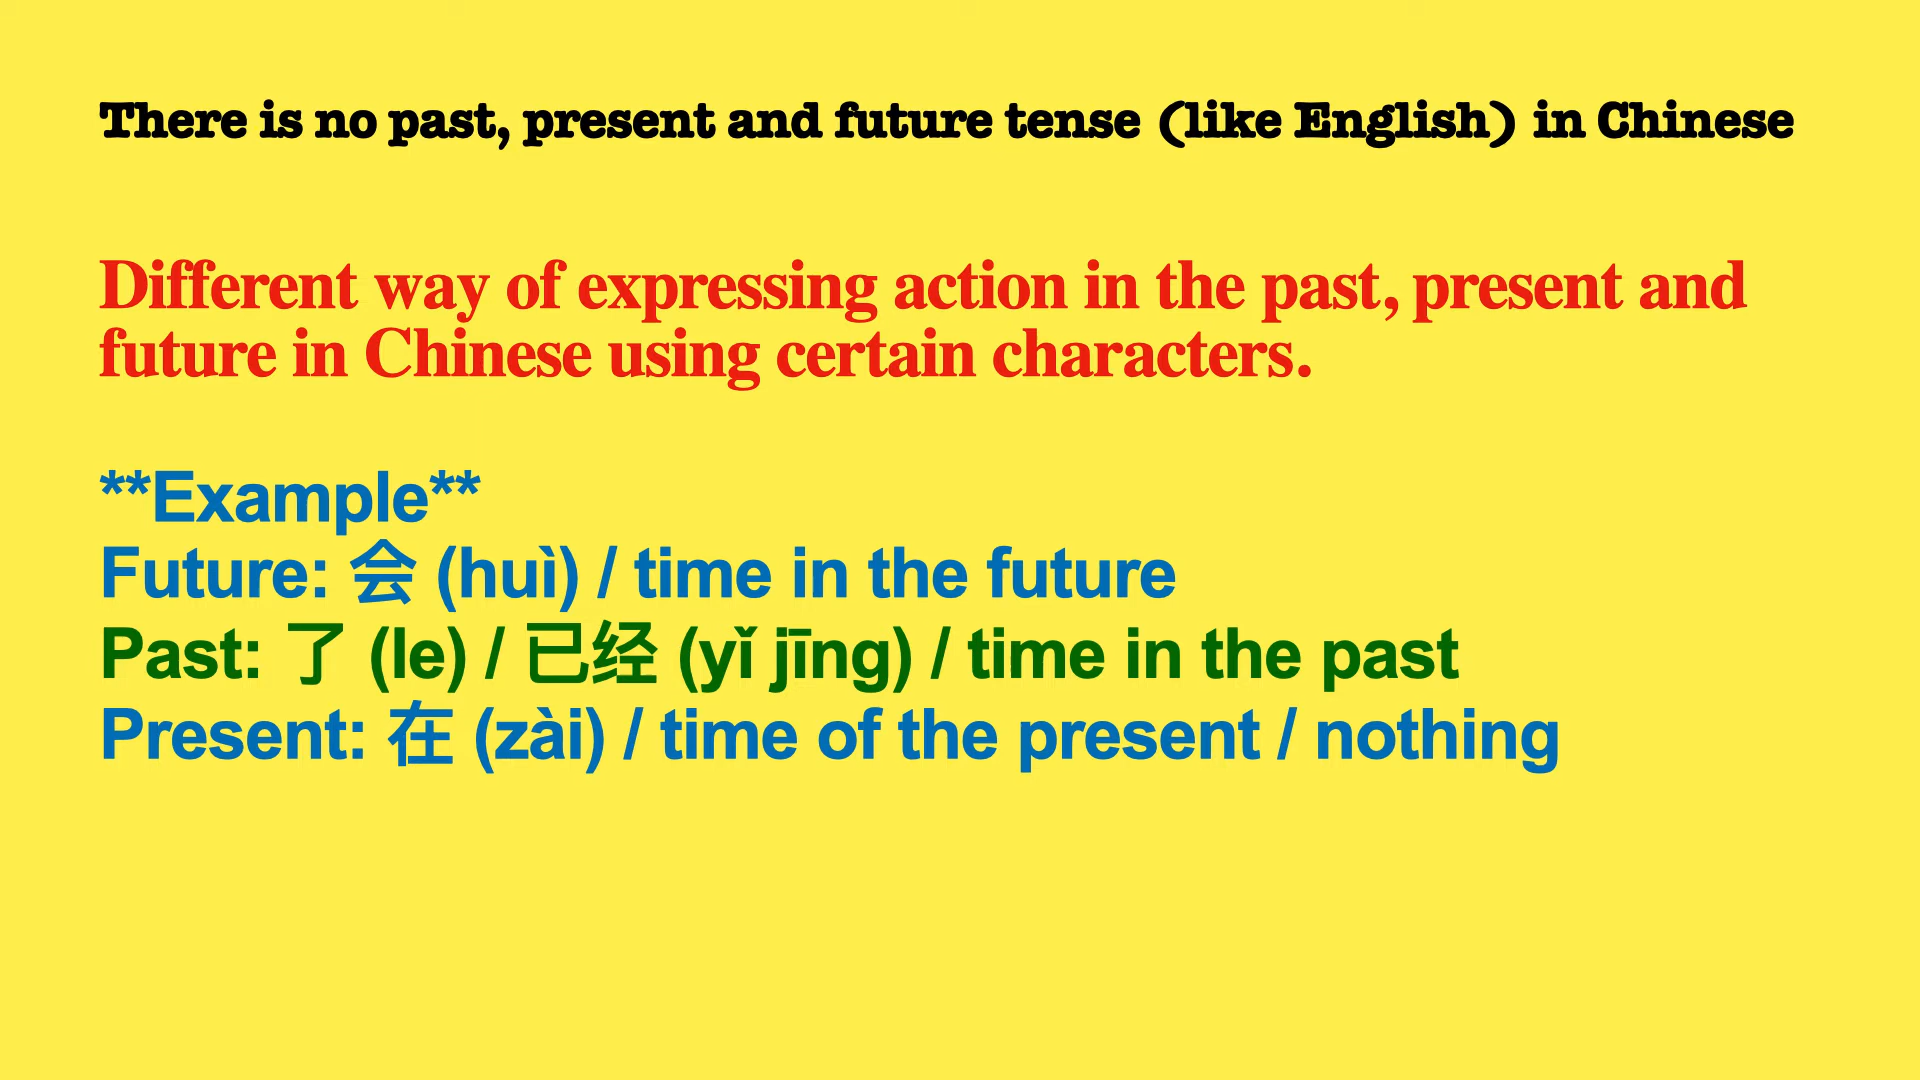 There is no past, present and future tense (like English) in Chinese
Different way of expressing action in the past, present and
future in Chinese using certain characters.
**Example**
Future: 会 (huì) / time in the future
Past: 了 (le) / 已经 (yǐ jīng) / time in the past
Present: 在 (zài) / time of the present / nothing